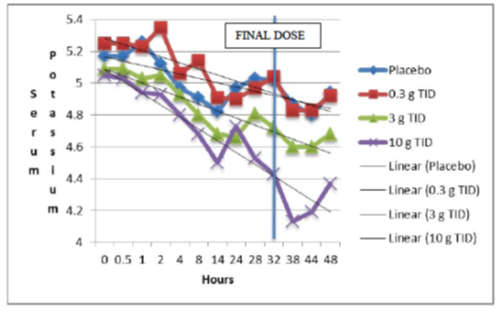 FINAL DOSE
Serum
Potassium
5.4
5.2
5
4.8
4.6
4.4
4.2
4
0 0.5 1 2 4 8 14 24 28 32 38 44 48
Hours
Placebo
0.3 g TID
3 g TID
10 g TID
Linear (Placebo)
Linear (0.3 g TID)
Linear (3 g TID)
Linear (10 g TID)